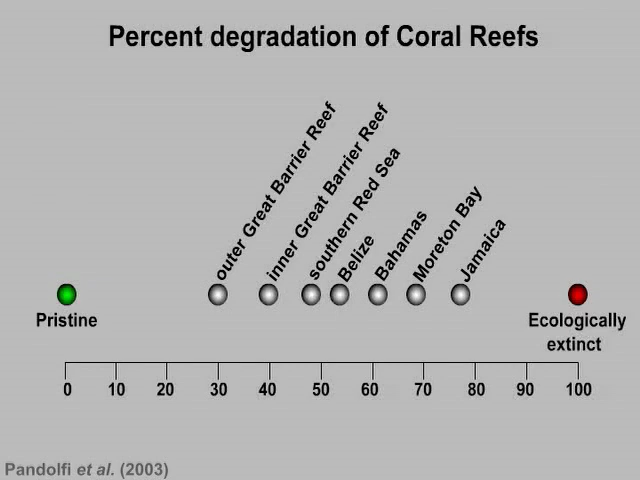 Percent degradation of Coral Reefs
outer Great Barrier Reef
inner Great Barrier Reef
southern Red Sea
Belize
Bahamas
Moreton Bay
Jamaica
Pristine
Ecologically
extinct
0 10 20 30 40 50 60 70 80 90 100
Pandolfi et al. (2003)